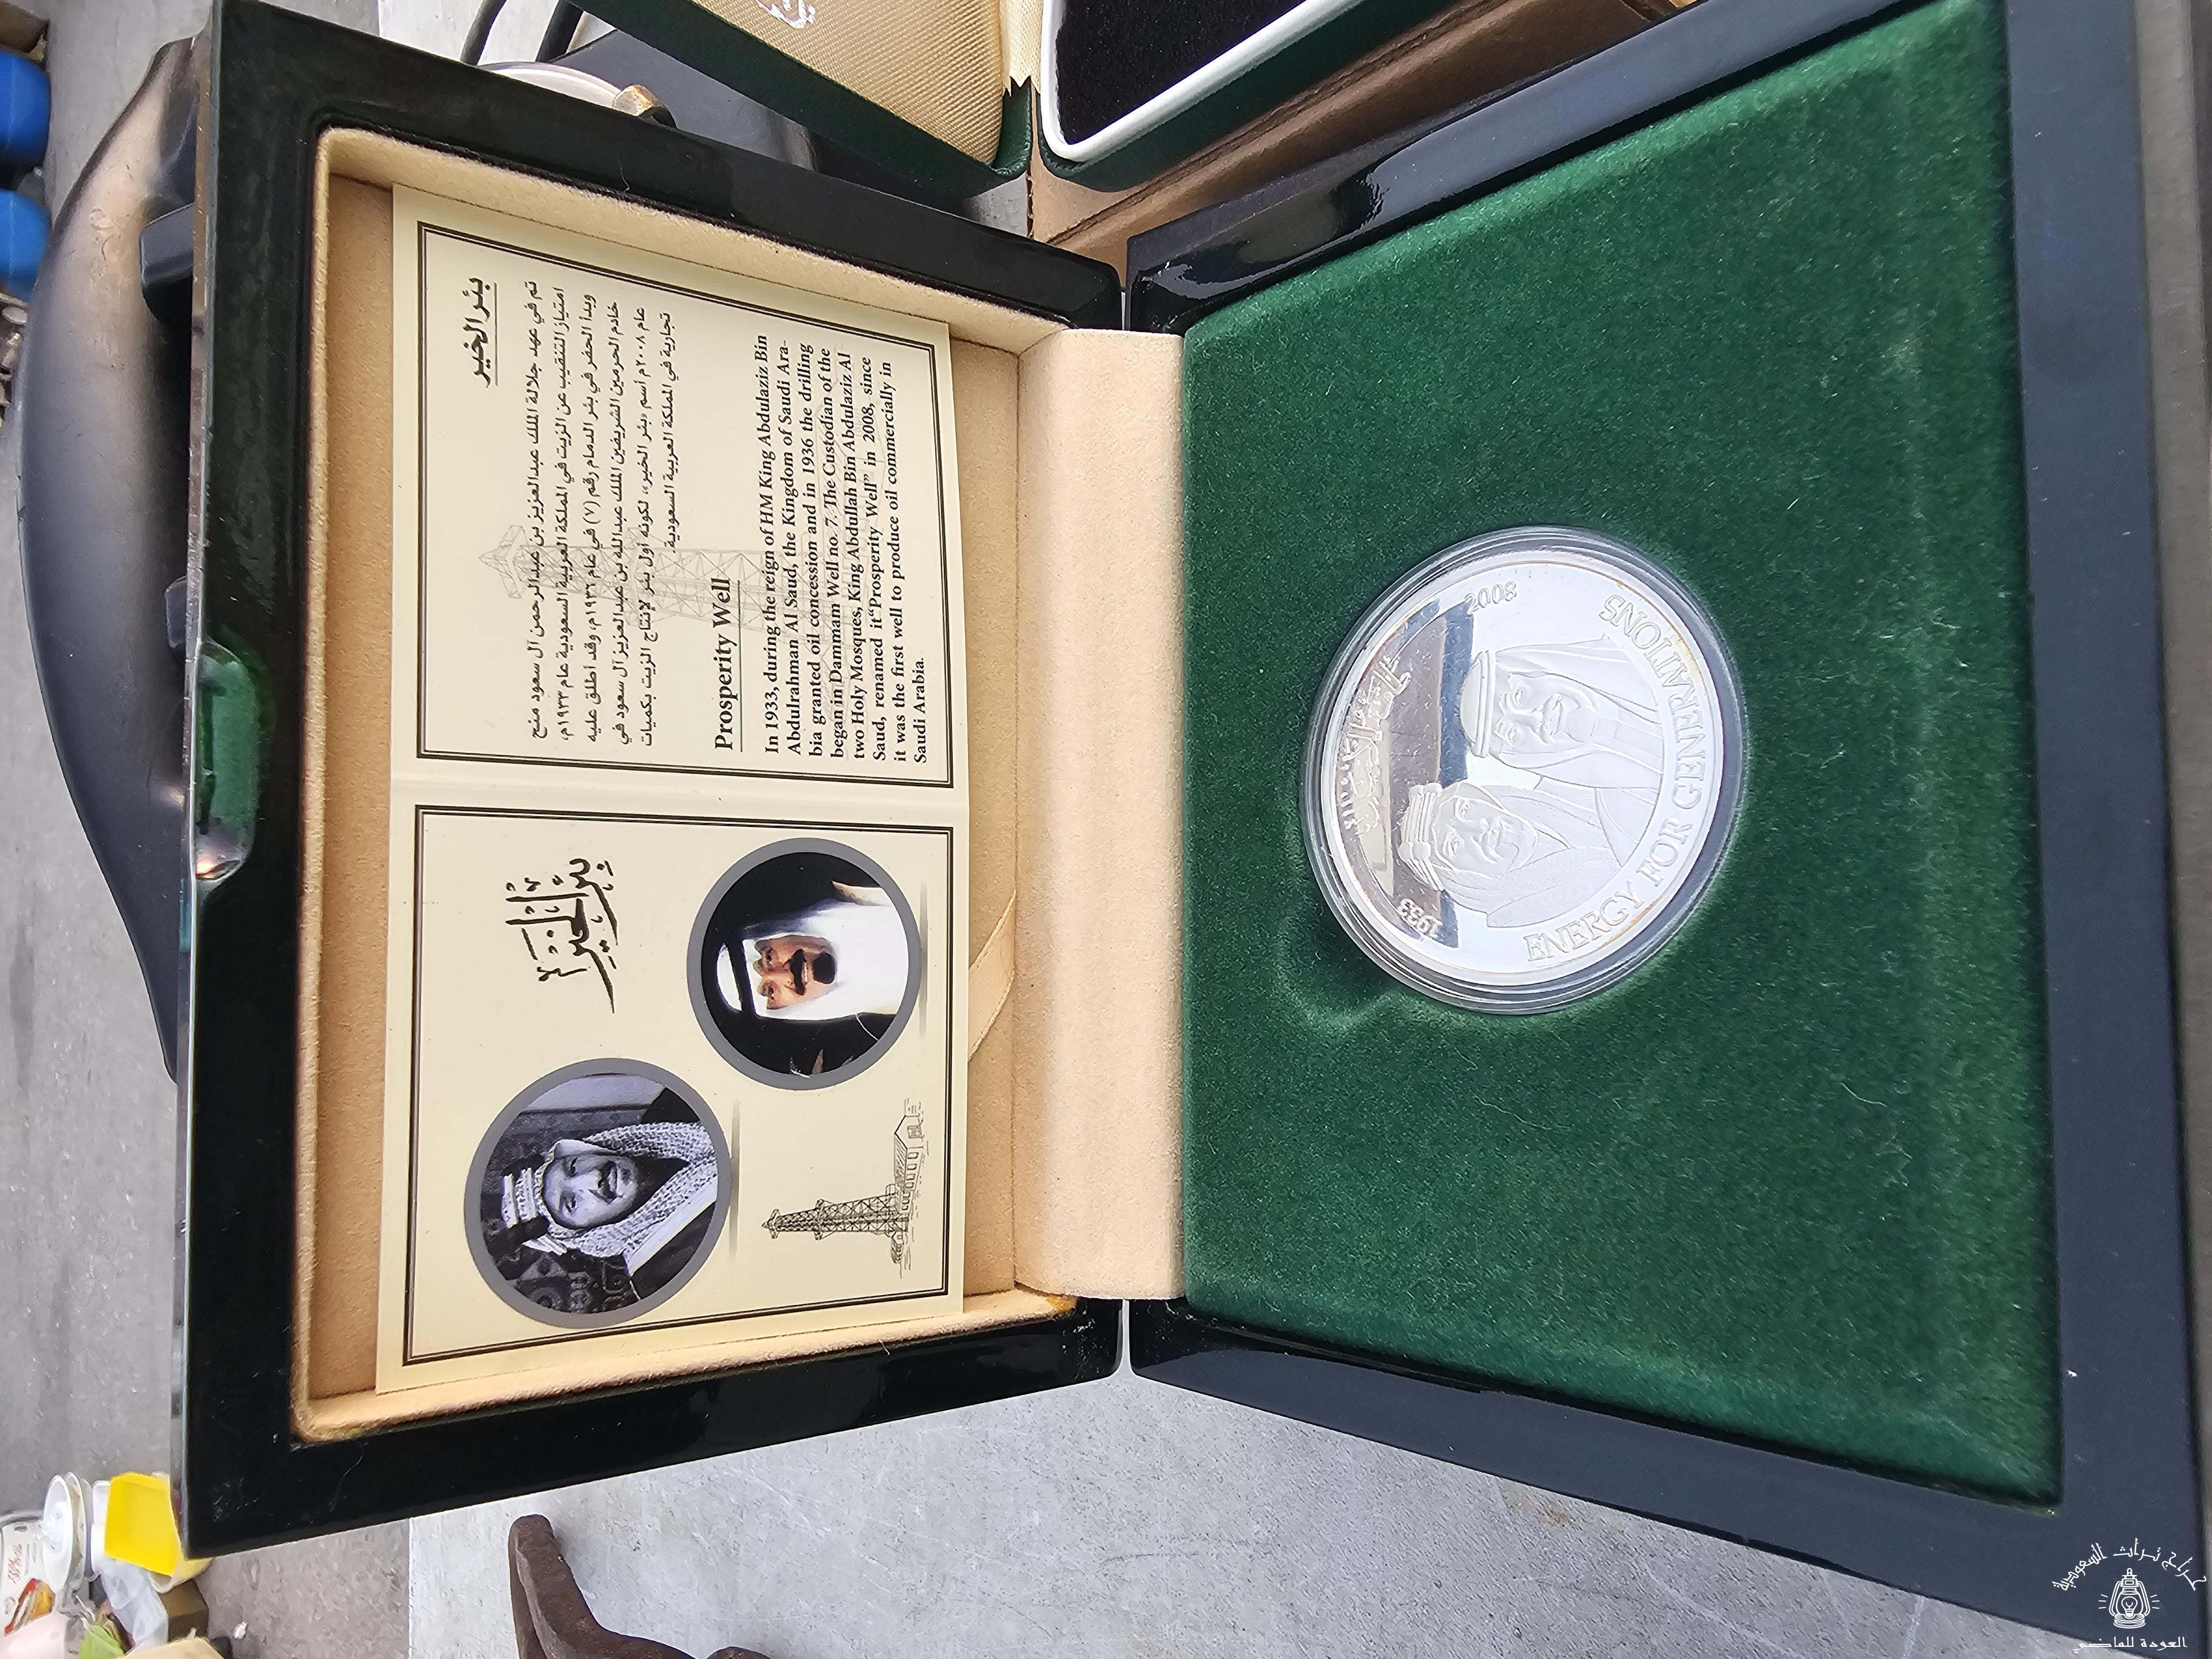 بئر الخير
تم في عهد جلالة الملك عبدالعزيز بن عبدالرحمن آل سعود منح
امتياز التنقيب عن الزيت في المملكة العربية السعودية عام ١٩٣٣م،
وبدأ الحفر في بئر الدمام رقم (٧) في عام ١٩٣٦م، وقد أطلق عليه
خادم الحرمين الشريفين الملك عبدالله بن عبدالعزيز آل سعود في
عام ٢٠٠٨م اسم «بئر الخير»، لكونه أول بئر لإنتاج الزيت بكميات
تجارية في المملكة العربية السعودية.
Prosperity Well
In 1933, during the reign of HM King Abdulaziz Bin
Abdulrahman Al Saud, the Kingdom of Saudi Ara-
bia granted oil concession and in 1936 the drilling
began in Dammam Well no. 7. The Custodian of the
two Holy Mosques, King Abdullah Bin Abdulaziz Al
Saud, renamed it“Prosperity Well” in 2008, since
it was the first well to produce oil commercially in
Saudi Arabia.
بئر الخير
1933
2008
ENERGY FOR GENERATIONS
حراج تراث السعودية
العودة للماضي